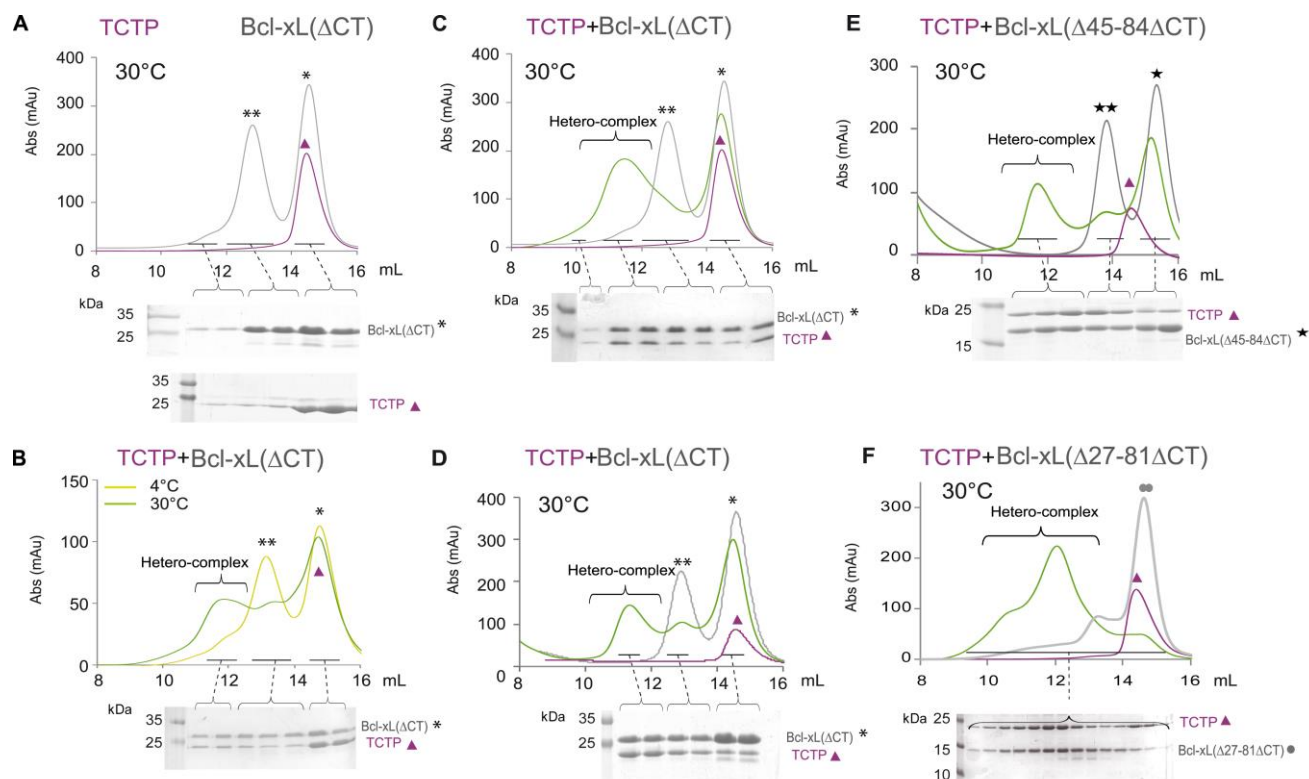 A
TCTP Bcl-xL(ΔCT)
30°C
Abs (mAu)
400
300
200
100
0
** *
8 10 12 14 16
mL
kDa
35
25
Bcl-xL(ΔCT) *
35
25
TCTP ▲
B
TCTP+Bcl-xL(ΔCT)
4°C
30°C
Abs (mAu)
150
100
50
0
Hetero-complex
** *
8 10 12 14 16
mL
kDa
35
25
Bcl-xL(ΔCT) *
TCTP ▲
C
TCTP+Bcl-xL(ΔCT)
30°C
Abs (mAu)
400
300
200
100
0
Hetero-complex
** *
8 10 12 14 16
mL
kDa
35
25
Bcl-xL(ΔCT) *
TCTP ▲
D
TCTP+Bcl-xL(ΔCT)
30°C
Abs (mAu)
400
300
200
100
0
Hetero-complex
** *
8 10 12 14 16
mL
kDa
35
25
Bcl-xL(ΔCT) *
TCTP ▲
E
TCTP+Bcl-xL(Δ45-84ΔCT)
30°C
Abs (mAu)
300
200
100
0
Hetero-complex
★★ ★
8 10 12 14 16
mL
kDa
25
15
TCTP ▲
Bcl-xL(Δ45-84ΔCT) ★
F
TCTP+Bcl-xL(Δ27-81ΔCT)
30°C
Abs (mAu)
300
200
100
0
Hetero-complex
●●
8 10 12 14 16
mL
kDa
25
15
10
TCTP ▲
Bcl-xL(Δ27-81ΔCT) ●